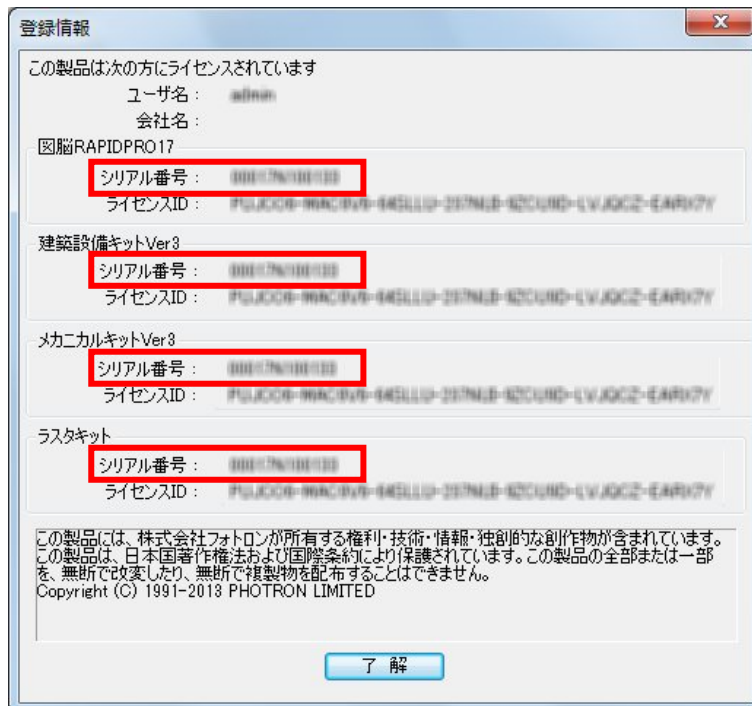 登録情報
この製品は次の方にライセンスされています
ユーザ名：
会社名：
図脳RAPIDPRO17
シリアル番号：
ライセンスID：
建築設備キットVer3
シリアル番号：
ライセンスID：
メカニカルキットVer3
シリアル番号：
ライセンスID：
ラスタキット
シリアル番号：
ライセンスID：
この製品には、株式会社フォトロンが所有する権利・技術・情報・独創的な創作物が含まれています。
この製品は、日本国著作権法および国際条約により保護されています。この製品の全部または一部
を、無断で改変したり、無断で複製物を配布することはできません。
Copyright (C) 1991-2013 PHOTRON LIMITED
了解